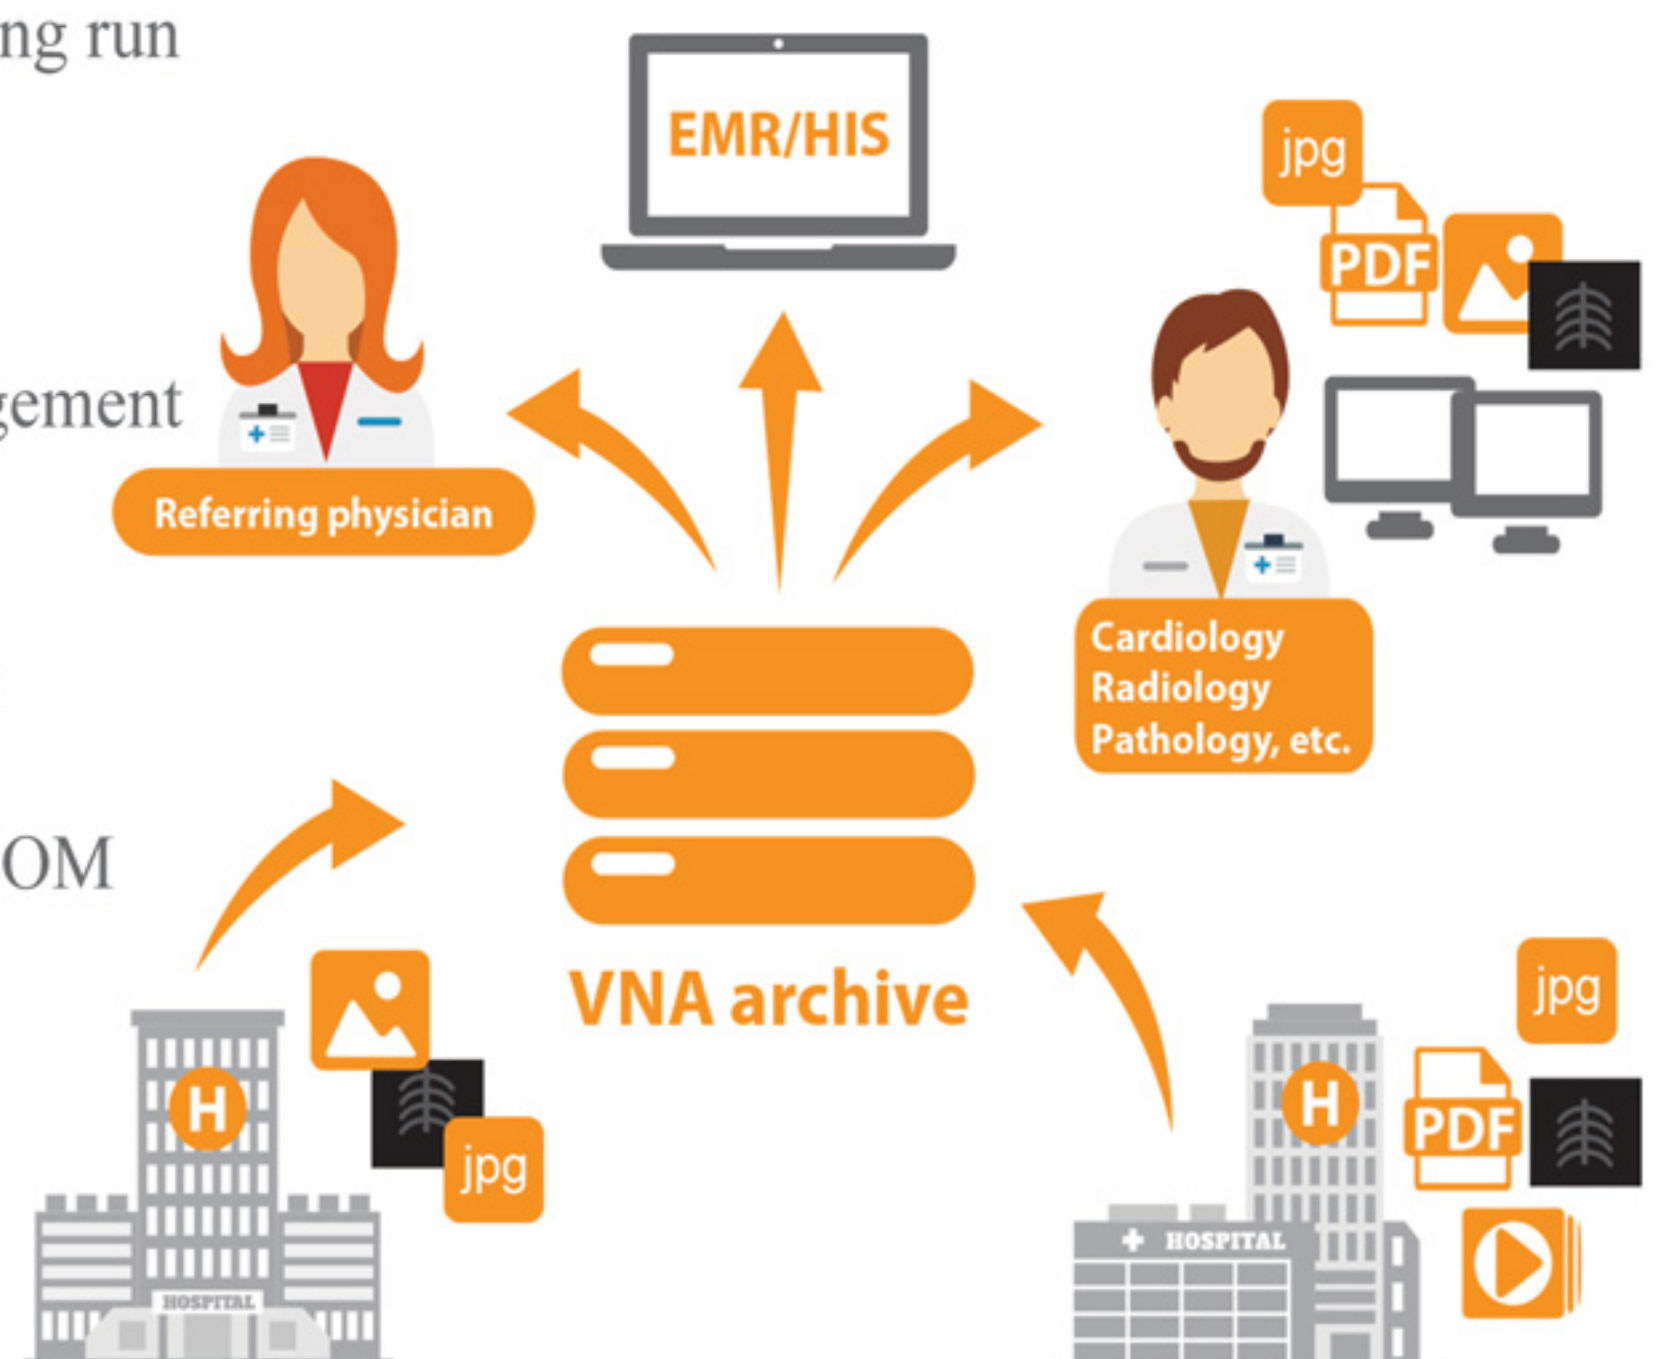 ng run
EMR/HIS
jpg
PDF
gement
Referring physician
Cardiology
Radiology
Pathology, etc.
OM
VNA archive
jpg
H
jpg
H
PDF
HOSPITAL
HOSPITAL